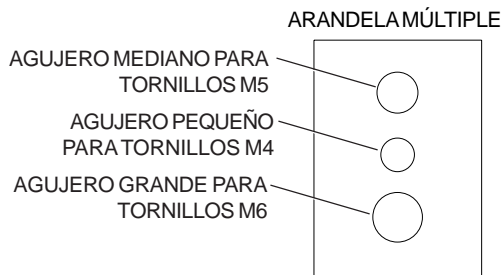 ARANDELA MÚLTIPLE
AGUJERO MEDIANO PARA
TORNILLOS M5
AGUJERO PEQUEÑO
PARA TORNILLOS M4
AGUJERO GRANDE PARA
TORNILLOS M6